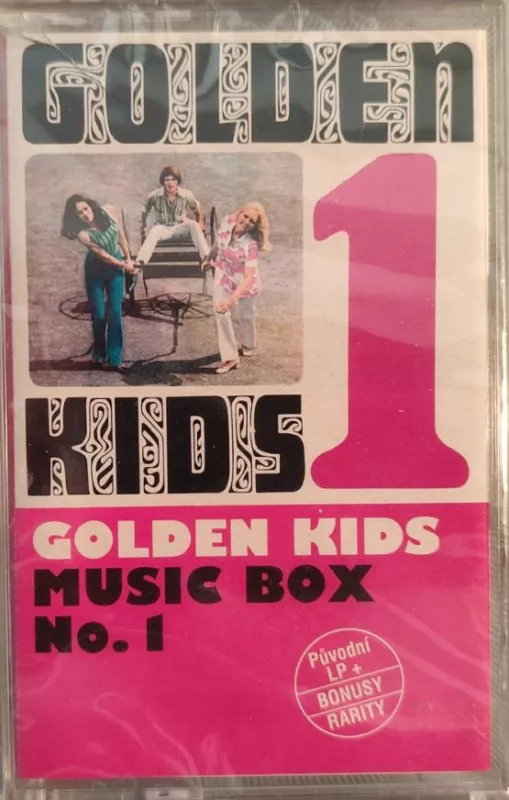 GOLDEN
1
KIDS
GOLDEN KIDS
MUSIC BOX
No. 1
Původní
LP +
BONUSY
RARITY